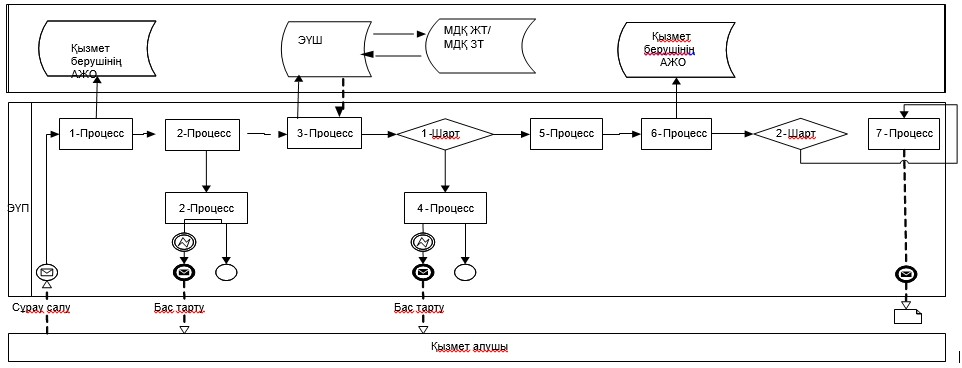 Қызмет
берушінің
АЖО
ЭҮШ
МДҚ ЖТ/
МДҚ ЗТ
Қызмет
берушінің
АЖО
1-Процесс
2-Процесс
3-Процесс
1-Шарт
5-Процесс
6-Процесс
2-Шарт
7-Процесс
2-Процесс
4-Процесс
ЭҮП
Сұрау салу
Бас тарту
Бас тарту
Қызмет алушы